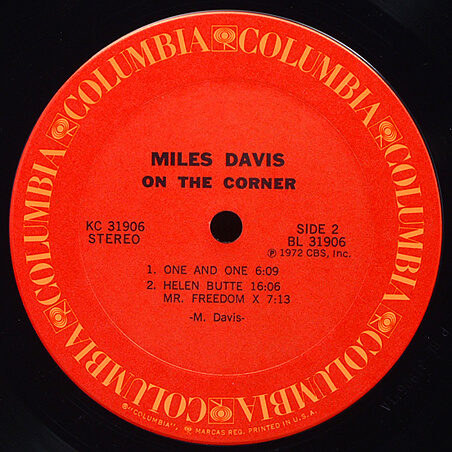 COLUMBIA COLUMBIA COLUMBIA COLUMBIA COLUMBIA COLUMBIA
MILES DAVIS
ON THE CORNER
KC 31906
STEREO
SIDE 2
BL 31906
℗ 1972 CBS, Inc.
1. ONE AND ONE 6:09
2. HELEN BUTTE 16:06
MR. FREEDOM X 7:13
-M. Davis-
®"COLUMBIA", MARCAS REG. PRINTED IN U.S.A.